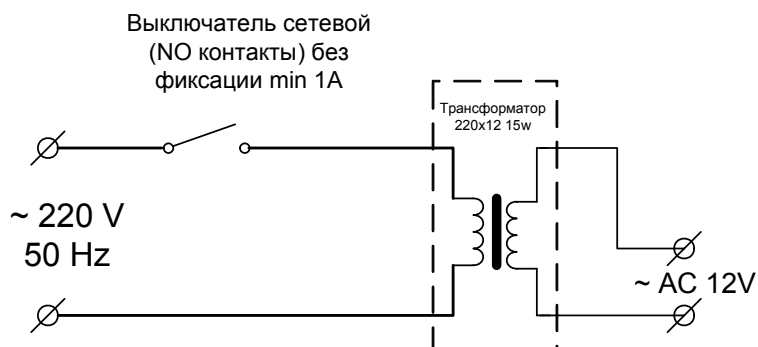 Выключатель сетевой
(NO контакты) без
фиксации min 1A
Трансформатор
220x12 15w
~ 220 V
50 Hz
~ AC 12V